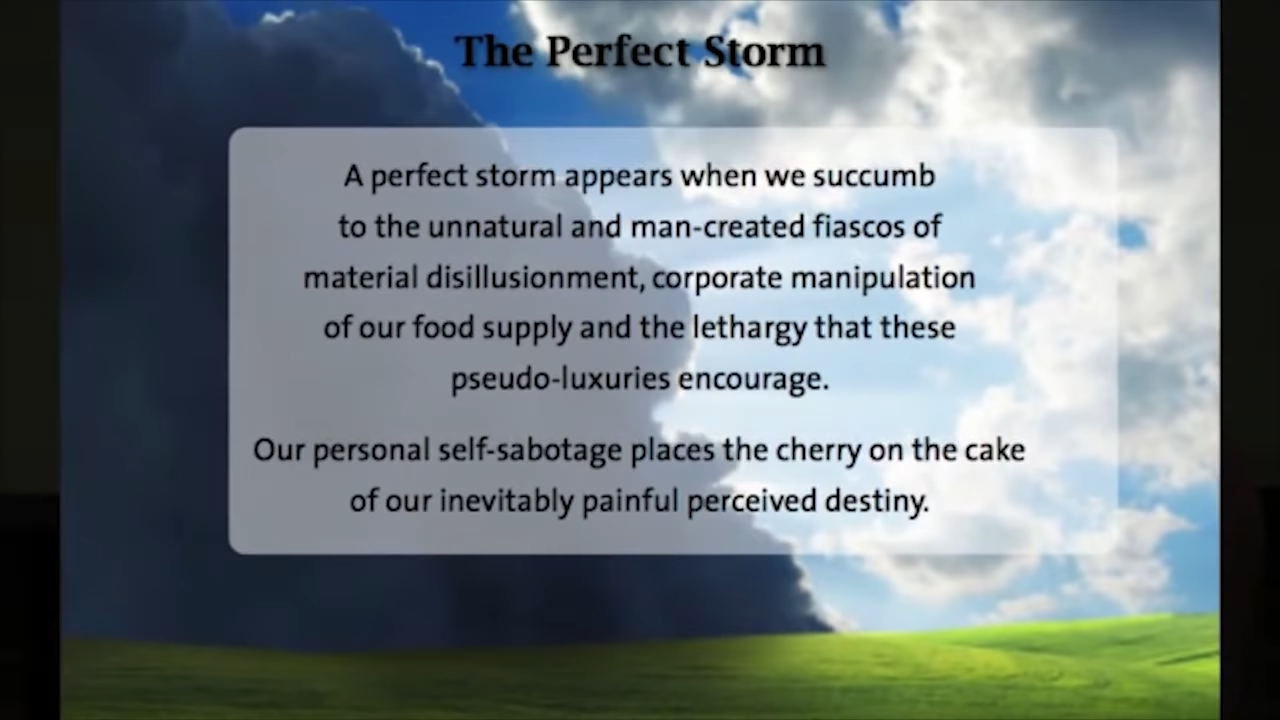 The Perfect Storm
A perfect storm appears when we succumb
to the unnatural and man-created fiascos of
material disillusionment, corporate manipulation
of our food supply and the lethargy that these
pseudo-luxuries encourage.
Our personal self-sabotage places the cherry on the cake
of our inevitably painful perceived destiny.